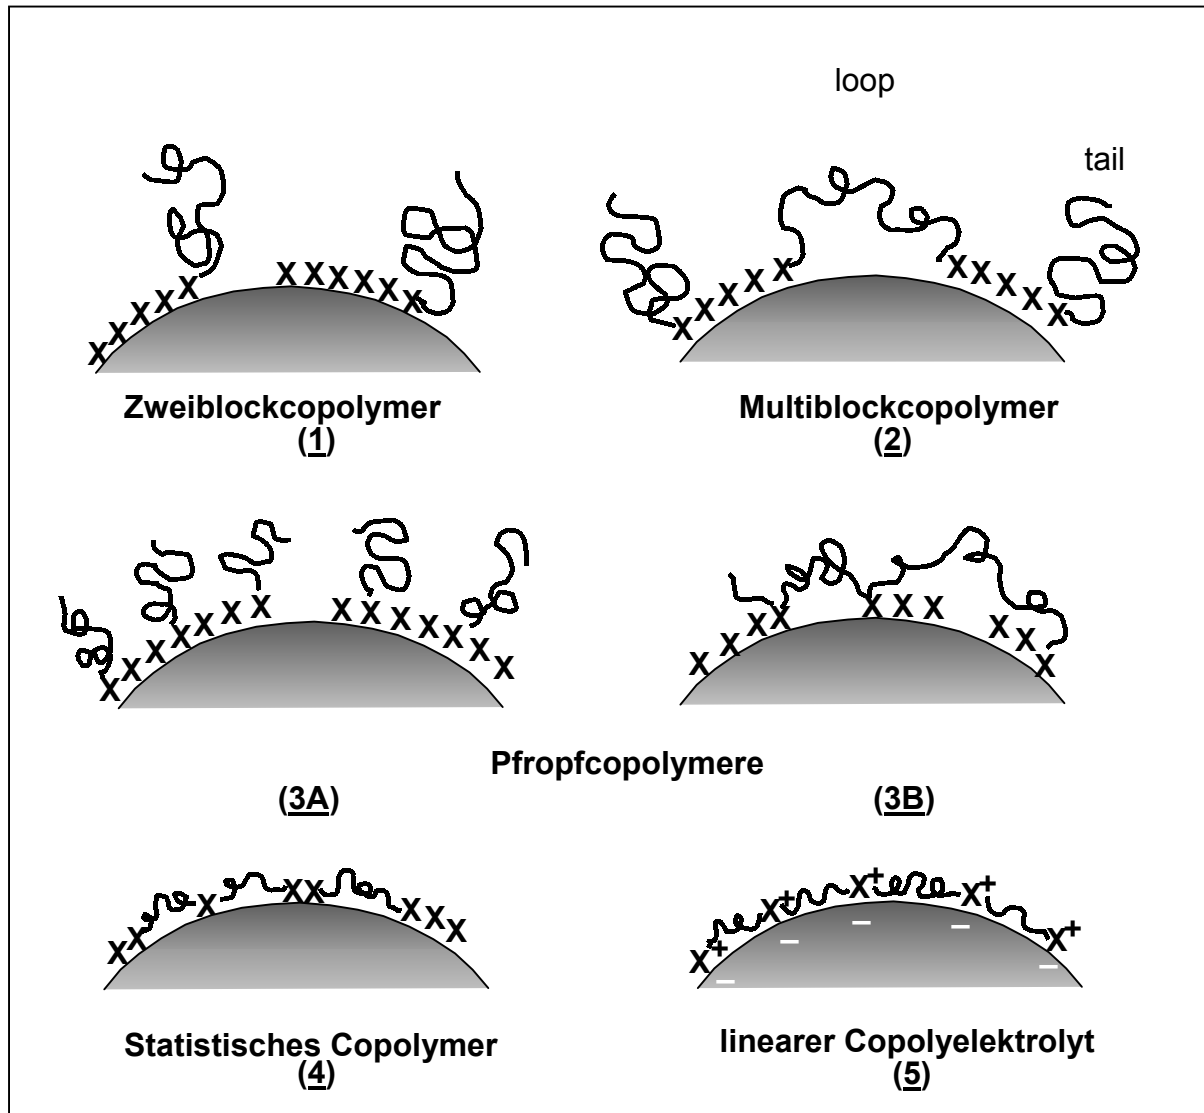 loop
tail
X X X X X X X X X X X
X X X X X X X X X X
Zweiblockcopolymer
(1)
Multiblockcopolymer
(2)
X X X X X X X X X X X X X
X X X X X X X X X X
Pfropfcopolymere
(3A)
(3B)
X X X X X X X X
X+ X+ X+ X+ X+
− − − − −
Statistisches Copolymer
(4)
linearer Copolyelektrolyt
(5)